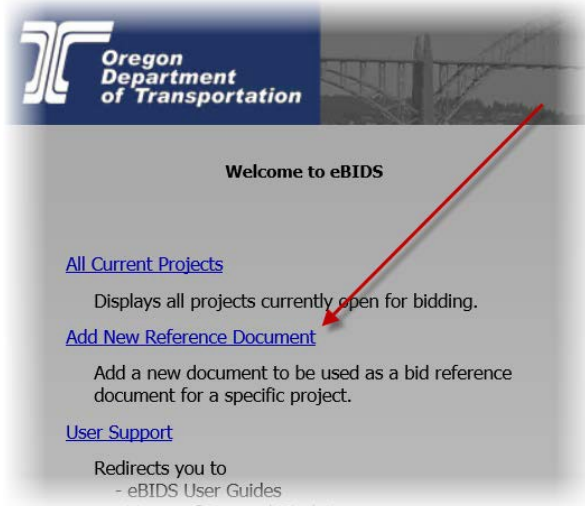 Oregon
Department
of Transportation
Welcome to eBIDS
All Current Projects
Displays all projects currently open for bidding.
Add New Reference Document
Add a new document to be used as a bid reference
document for a specific project.
User Support
Redirects you to
- eBIDS User Guides